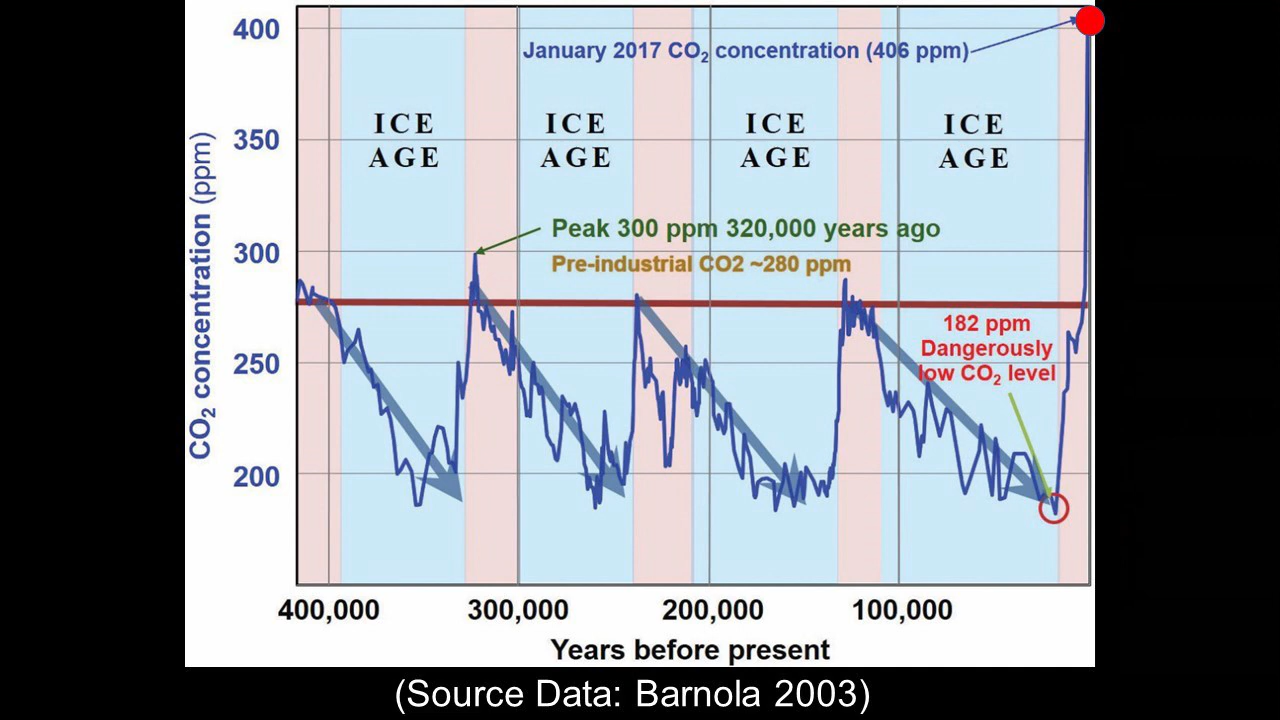 400
January 2017 CO₂ concentration (406 ppm)
ICE AGE
ICE AGE
ICE AGE
ICE AGE
350
Peak 300 ppm 320,000 years ago
300
Pre-industrial CO2 ~280 ppm
182 ppm
Dangerously
low CO₂ level
250
200
CO₂ concentration (ppm)
400,000
300,000
200,000
100,000
Years before present
(Source Data: Barnola 2003)